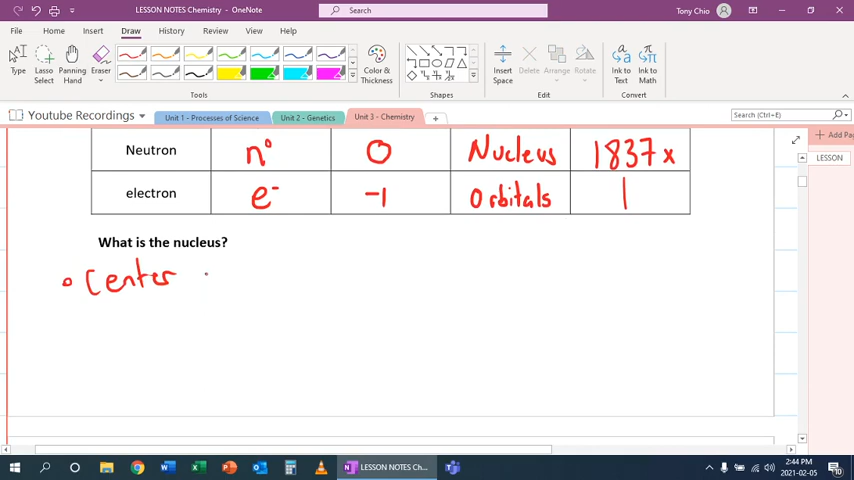 LESSON NOTES Chemistry - OneNote
Search
Tony Chio
File Home Insert Draw History Review View Help
Type
Lasso Select
Panning Hand
Eraser
Color & Thickness
Insert Space
Delete
Arrange
Rotate
Ink to Text
Ink to Math
Tools
Shapes
Edit
Convert
Youtube Recordings
Unit 1 - Processes of Science
Unit 2 - Genetics
Unit 3 - Chemistry
Search (Ctrl+E)
Add Pag
LESSON
Neutron n⁰ 0 Nucleus 1837x
electron e⁻ -1 Orbitals 1
What is the nucleus?
• Center
LESSON NOTES Che...
2:44 PM
2021-02-05
10